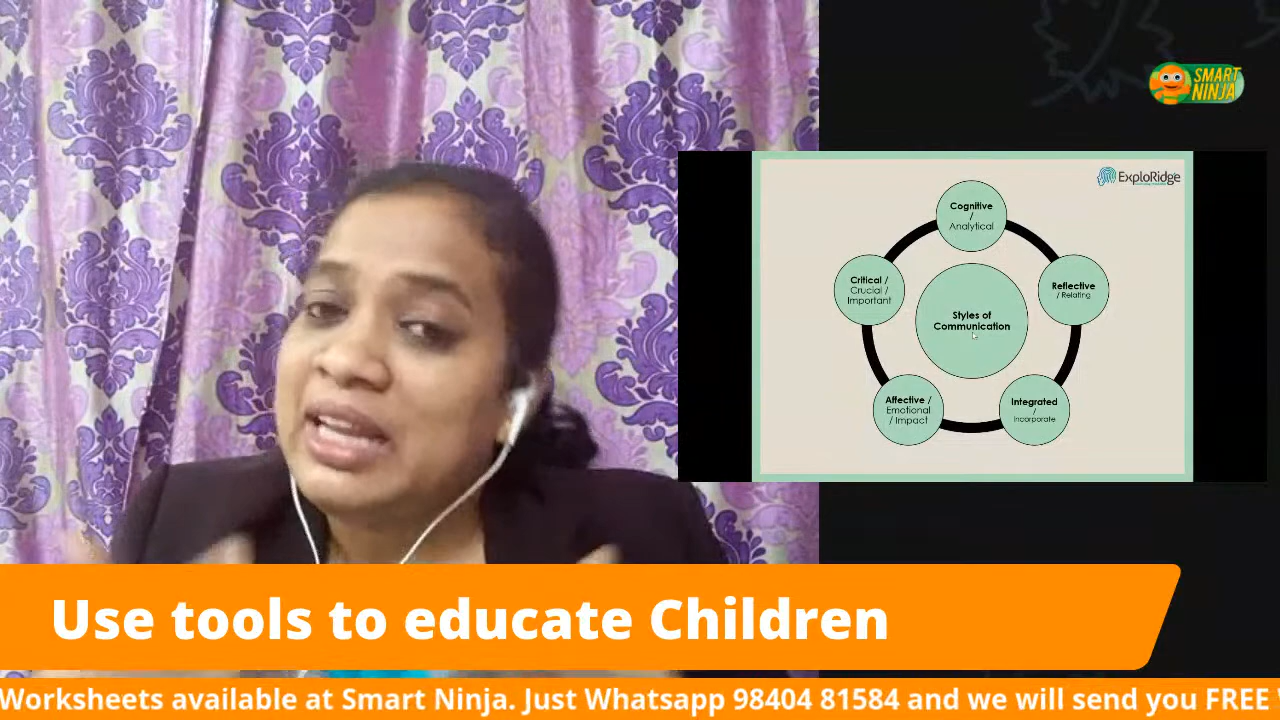 SMART
NINJA
ExploRidge
Cognitive
/
Analytical
Critical /
Crucial /
Important
Reflective
/ Relating
Styles of
Communication
Affective /
Emotional
/ Impact
Integrated
/
Incorporate
Use tools to educate Children
Worksheets available at Smart Ninja. Just Whatsapp 98404 81584 and we will send you FREE